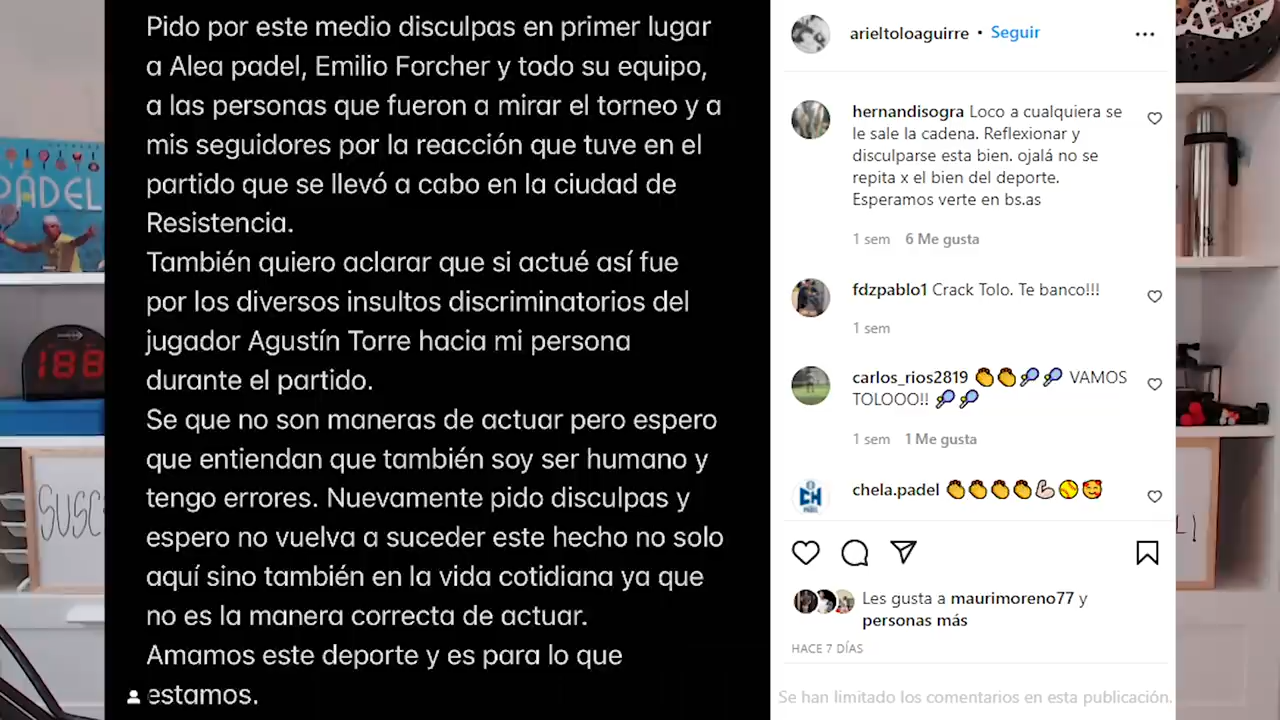 Pido por este medio disculpas en primer lugar
a Alea padel, Emilio Forcher y todo su equipo,
a las personas que fueron a mirar el torneo y a
mis seguidores por la reacción que tuve en el
partido que se llevó a cabo en la ciudad de
Resistencia.
También quiero aclarar que si actué así fue
por los diversos insultos discriminatorios del
jugador Agustín Torre hacia mi persona
durante el partido.
Se que no son maneras de actuar pero espero
que entiendan que también soy ser humano y
tengo errores. Nuevamente pido disculpas y
espero no vuelva a suceder este hecho no solo
aquí sino también en la vida cotidiana ya que
no es la manera correcta de actuar.
Amamos este deporte y es para lo que
estamos.
arieltoloaguirre • Seguir
hernandisogra Loco a cualquiera se
le sale la cadena. Reflexionar y
disculparse esta bien. ojalá no se
repita x el bien del deporte.
Esperamos verte en bs.as
1 sem 6 Me gusta
fdzpablo1 Crack Tolo. Te banco!!!
1 sem
carlos_rios2819 👏👏🎾🎾 VAMOS
TOLOOO!! 🎾🎾
1 sem 1 Me gusta
chela.padel 👏👏👏👏💪🥎🥰
Les gusta a maurimoreno77 y
personas más
HACE 7 DÍAS
Se han limitado los comentarios en esta publicación.
PÁDEL
188
SUSC